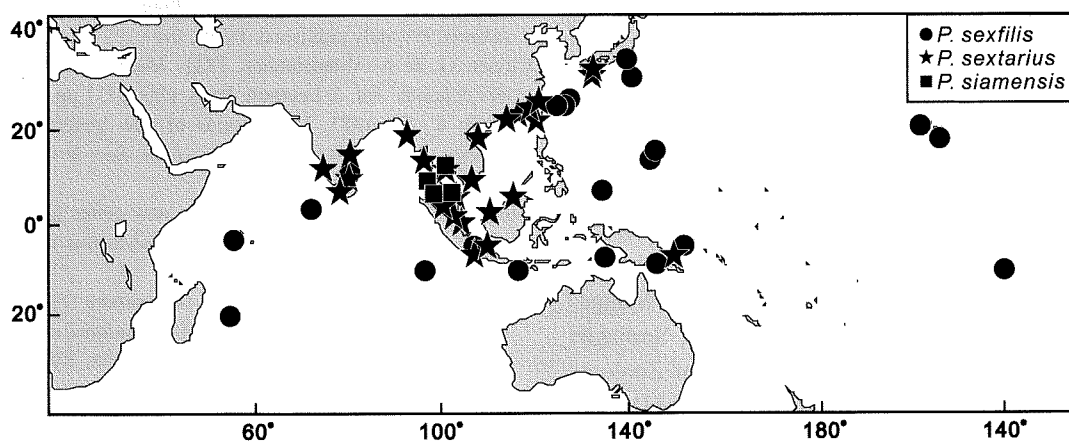 40°
20°
0°
20°
● P. sexfilis
★ P. sextarius
■ P. siamensis
60° 100° 140° 180° 140°